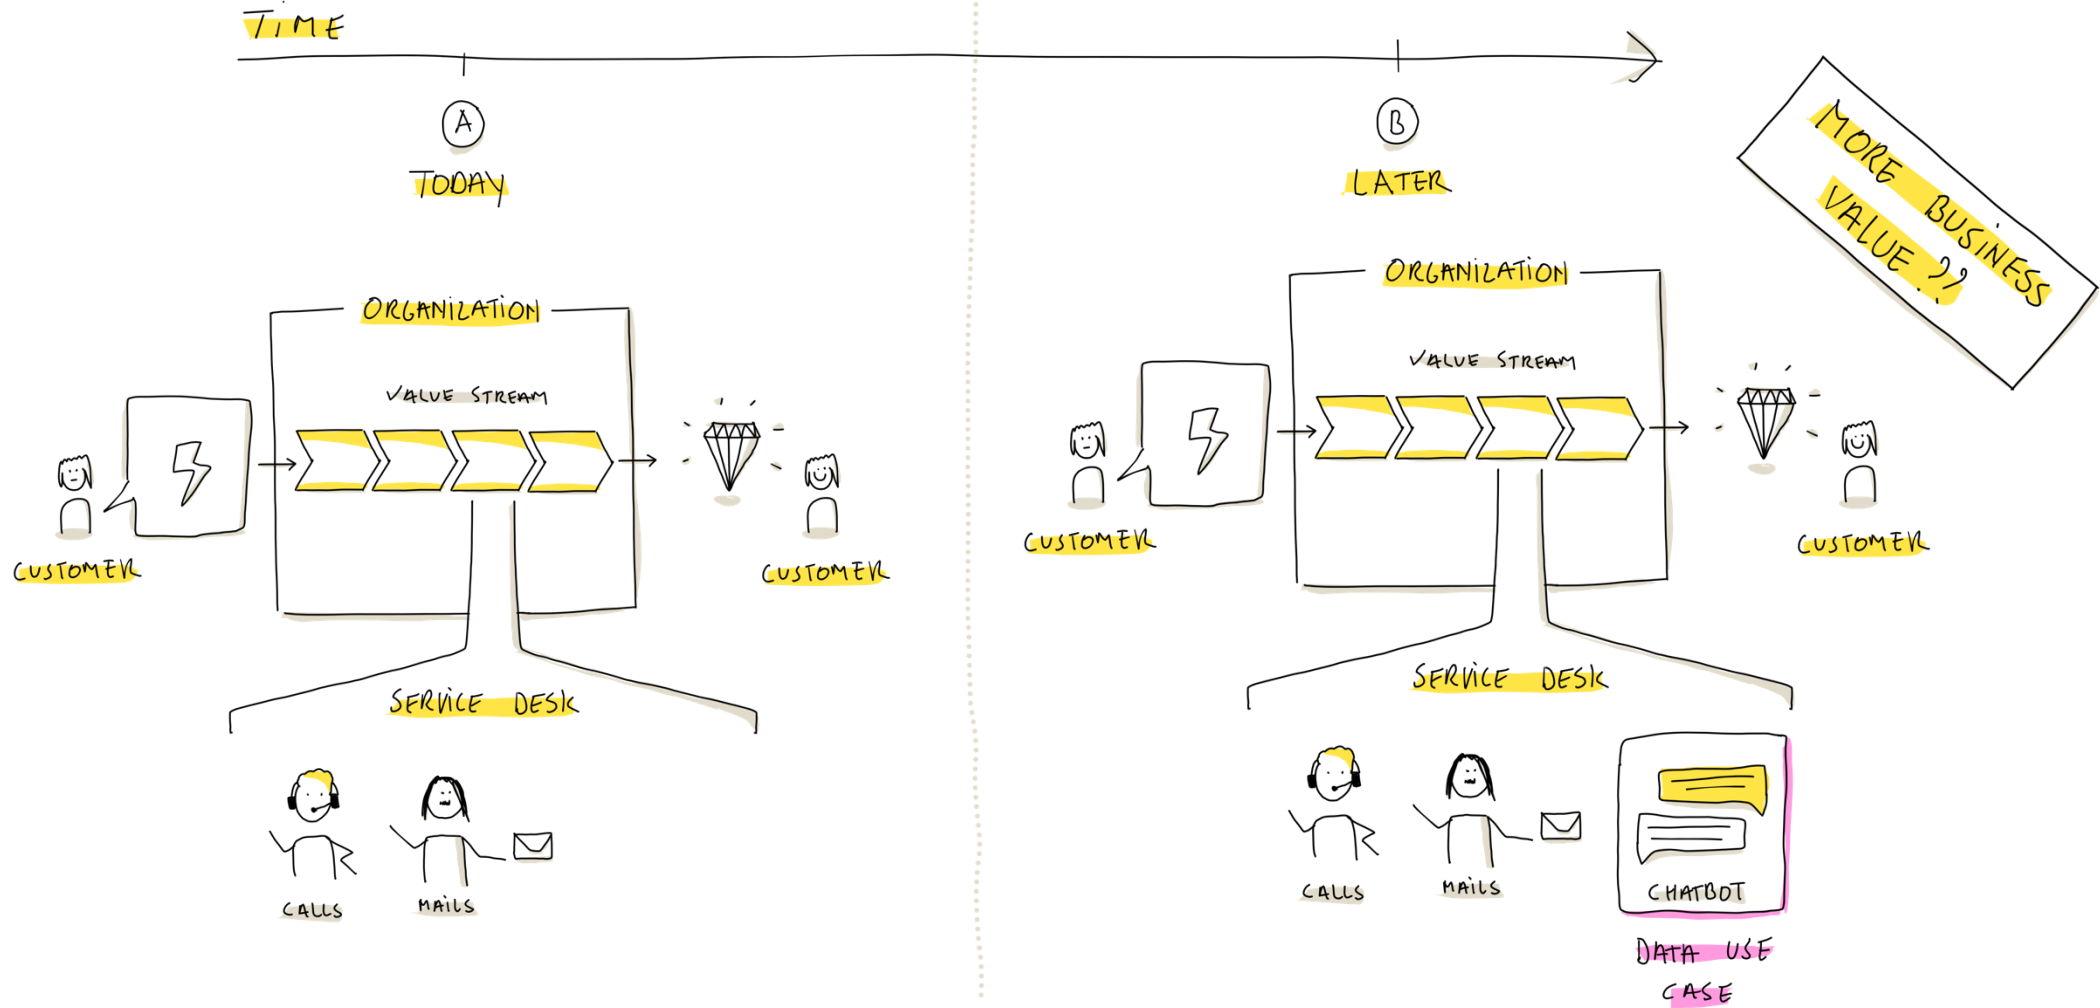 TIME
A
TODAY
ORGANIZATION
VALUE STREAM
CUSTOMER
CUSTOMER
SERVICE DESK
CALLS
MAILS
B
LATER
MORE BUSINESS
VALUE ??
ORGANIZATION
VALUE STREAM
CUSTOMER
CUSTOMER
SERVICE DESK
CALLS
MAILS
CHATBOT
DATA USE
CASE